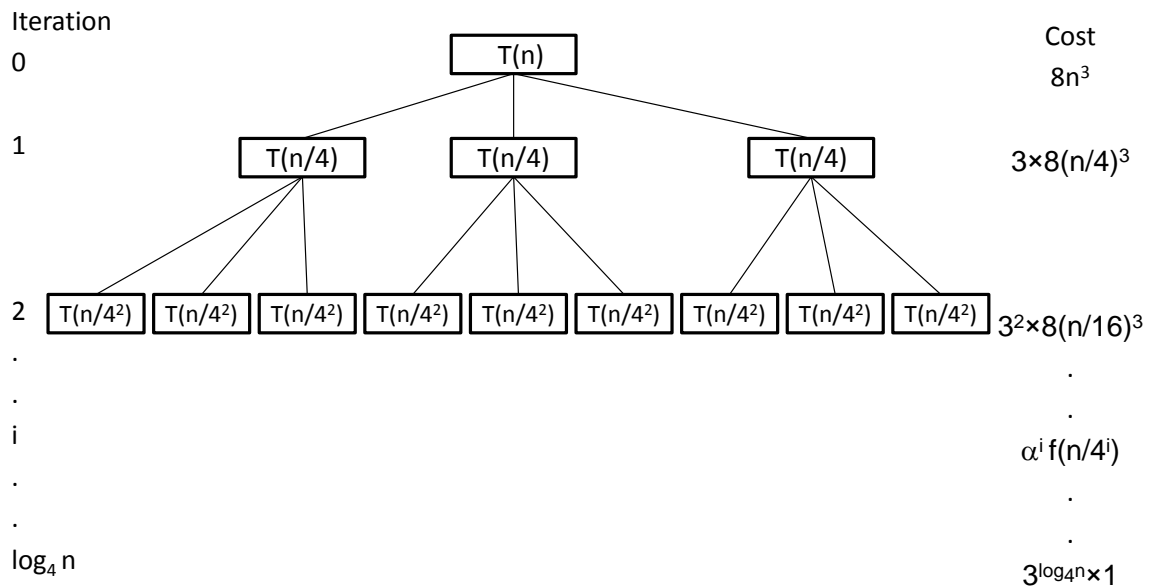 Iteration
Cost
0 T(n) 8n³
1 T(n/4) T(n/4) T(n/4) 3×8(n/4)³
2 T(n/4²) T(n/4²) T(n/4²) T(n/4²) T(n/4²) T(n/4²) T(n/4²) T(n/4²) T(n/4²) 3²×8(n/16)³
. .
. .
i αⁱ f(n/4ⁱ)
. .
. .
log₄ n 3^log₄n×1